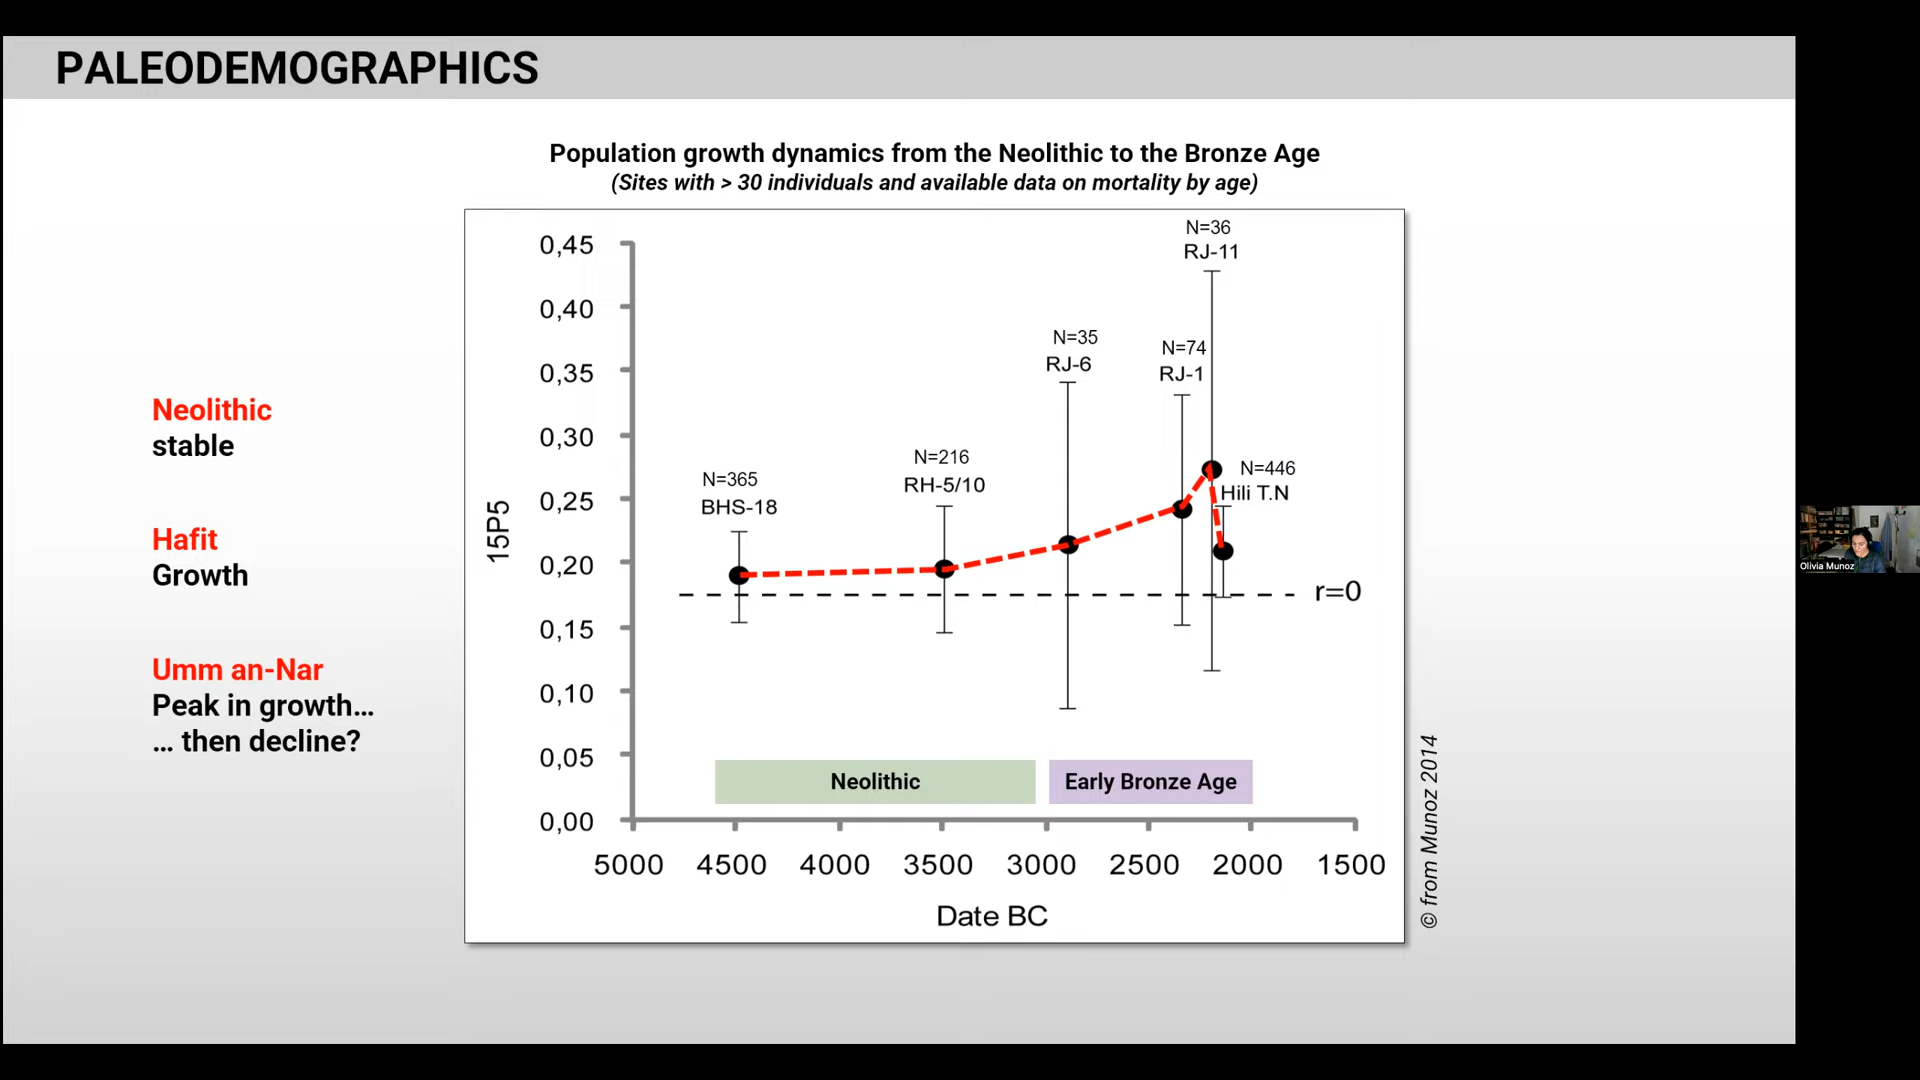 PALEODEMOGRAPHICS
Population growth dynamics from the Neolithic to the Bronze Age
(Sites with > 30 individuals and available data on mortality by age)
Neolithic
stable
Hafit
Growth
Umm an-Nar
Peak in growth...
... then decline?
15P5
0,45
0,40
0,35
0,30
0,25
0,20
0,15
0,10
0,05
0,00
N=365
BHS-18
N=216
RH-5/10
N=35
RJ-6
N=74
RJ-1
N=36
RJ-11
N=446
Hili T.N
r=0
Neolithic
Early Bronze Age
5000 4500 4000 3500 3000 2500 2000 1500
Date BC
© from Munoz 2014
Olivia Munoz